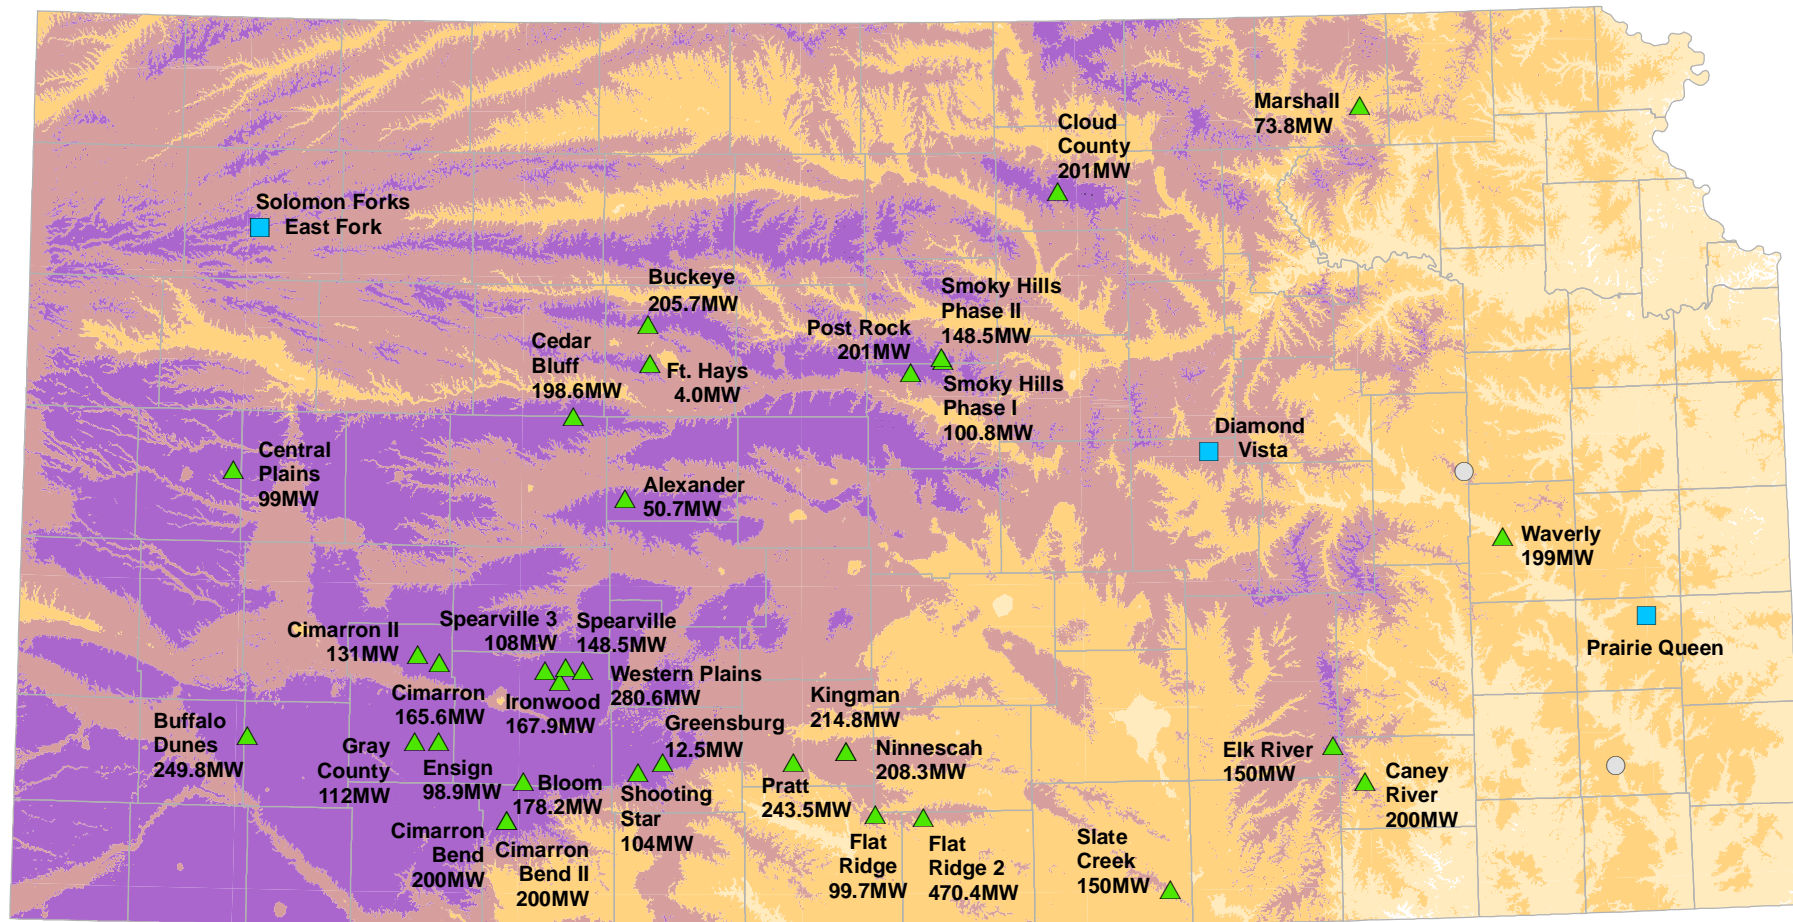 Marshall
73.8MW
Cloud
County
201MW
Solomon Forks
East Fork
Buckeye
205.7MW
Smoky Hills
Phase II
148.5MW
Post Rock
201MW
Cedar
Bluff
198.6MW
Ft. Hays
4.0MW
Smoky Hills
Phase I
100.8MW
Diamond
Vista
Central
Plains
99MW
Alexander
50.7MW
Waverly
199MW
Prairie Queen
Cimarron II
131MW
Spearville 3
108MW
Spearville
148.5MW
Cimarron
165.6MW
Ironwood
167.9MW
Western Plains
280.6MW
Greensburg
12.5MW
Kingman
214.8MW
Ninnescah
208.3MW
Buffalo
Dunes
249.8MW
Gray
County
112MW
Ensign
98.9MW
Bloom
178.2MW
Shooting
Star
104MW
Pratt
243.5MW
Elk River
150MW
Caney
River
200MW
Cimarron
Bend
200MW
Cimarron
Bend II
200MW
Flat
Ridge
99.7MW
Flat
Ridge 2
470.4MW
Slate
Creek
150MW